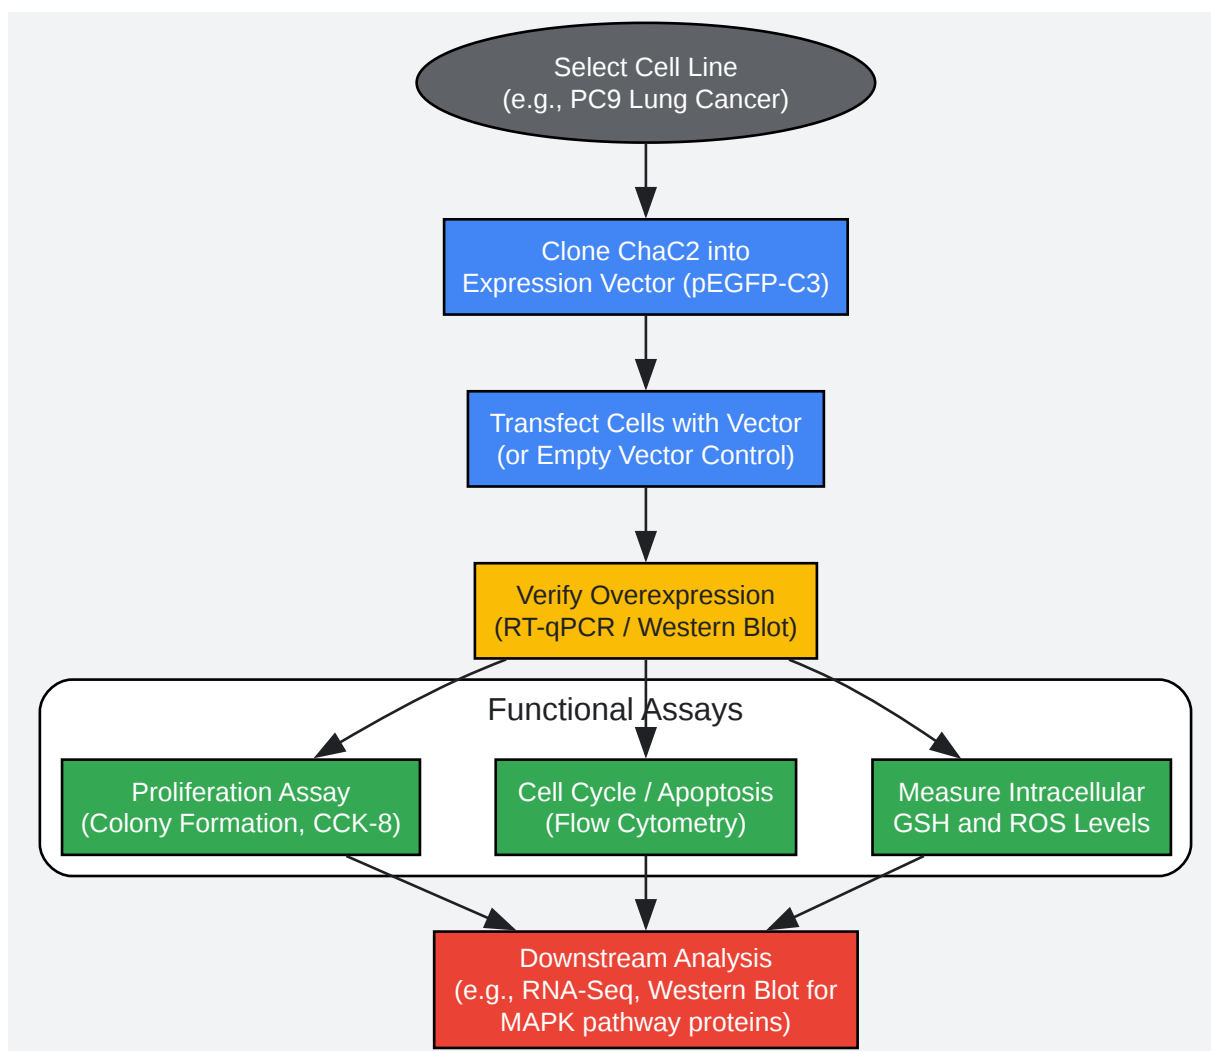 Select Cell Line
(e.g., PC9 Lung Cancer)
Clone ChaC2 into
Expression Vector (pEGFP-C3)
Transfect Cells with Vector
(or Empty Vector Control)
Verify Overexpression
(RT-qPCR / Western Blot)
Functional Assays
Proliferation Assay
(Colony Formation, CCK-8)
Cell Cycle / Apoptosis
(Flow Cytometry)
Measure Intracellular
GSH and ROS Levels
Downstream Analysis
(e.g., RNA-Seq, Western Blot for
MAPK pathway proteins)